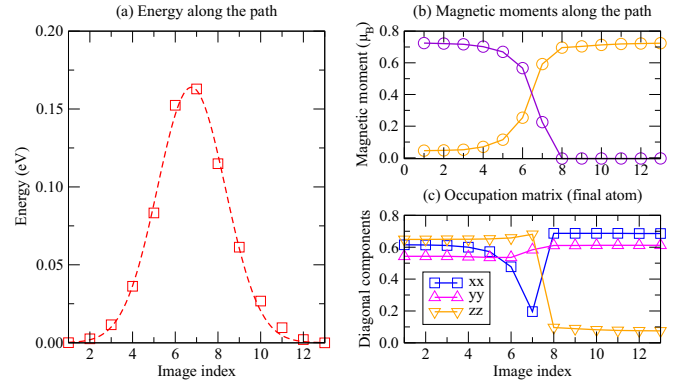 (a) Energy along the path
0.20
0.15
0.10
0.05
0.00
Energy (eV)
2 4 6 8 10 12
Image index
(b) Magnetic moments along the path
0.8
0.6
0.4
0.2
0
Magnetic moment (μB)
0 2 4 6 8 10 12
(c) Occupation matrix (final atom)
0.8
0.6
0.4
0.2
0.0
Diagonal components
xx
yy
zz
2 4 6 8 10 12
Image index